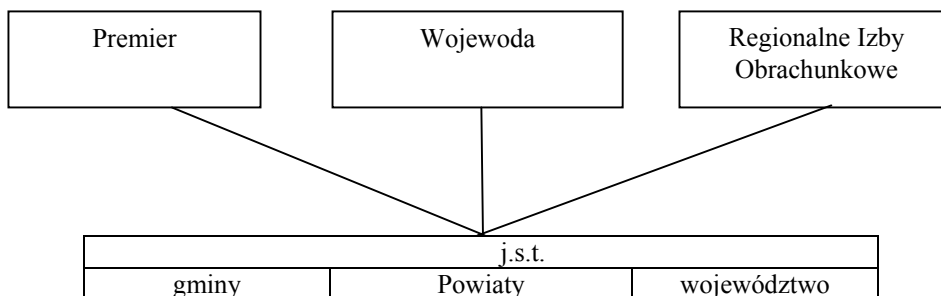 Premier
Wojewoda
Regionalne Izby
Obrachunkowe
j.s.t.
gminy
Powiaty
województwo